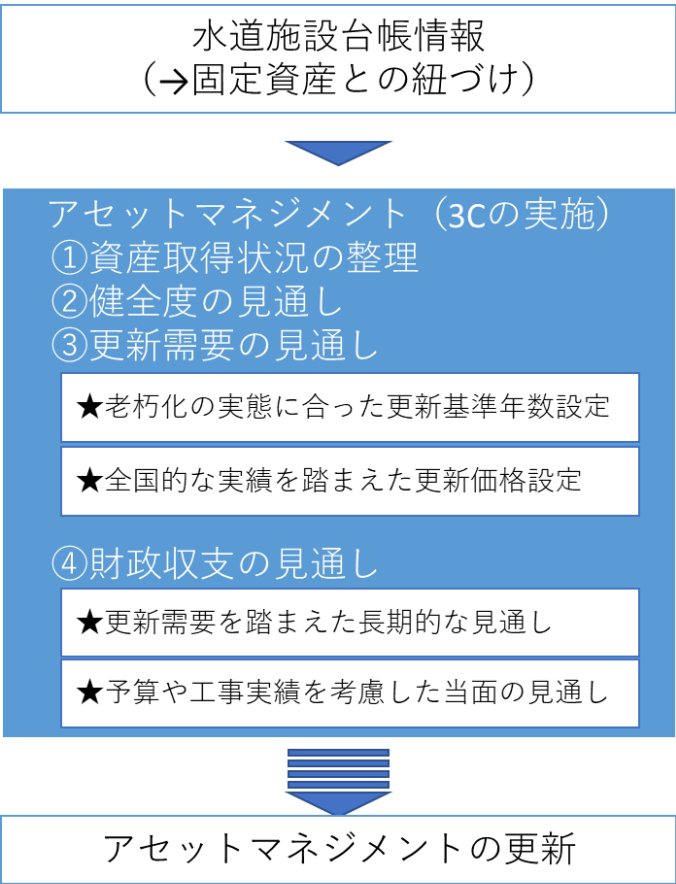 水道施設台帳情報
（→固定資産との紐づけ）
アセットマネジメント（3Cの実施）
①資産取得状況の整理
②健全度の見通し
③更新需要の見通し
★老朽化の実態に合った更新基準年数設定
★全国的な実績を踏まえた更新価格設定
④財政収支の見通し
★更新需要を踏まえた長期的な見通し
★予算や工事実績を考慮した当面の見通し
アセットマネジメントの更新